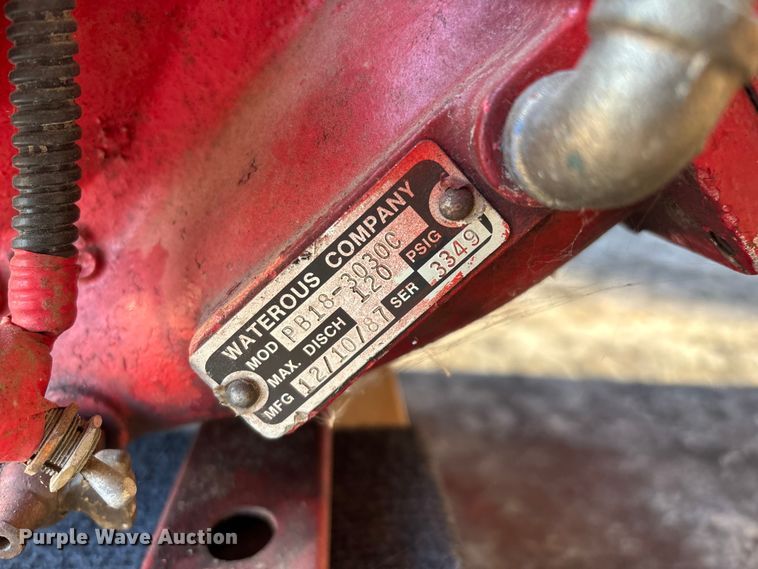 WATEROUS COMPANY
MOD PB18-3030C
MAX. DISCH 120 PSIG
MFG 12/10/87 SER 3349
Purple Wave Auction